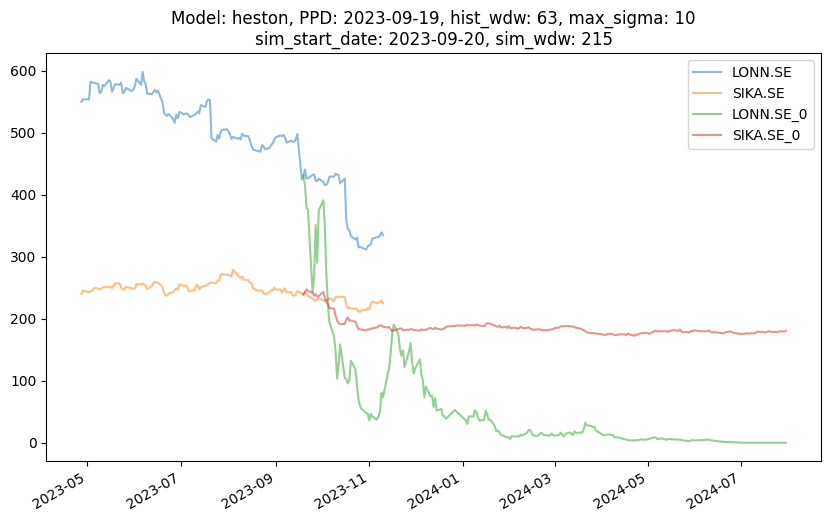 Model: heston, PPD: 2023-09-19, hist_wdw: 63, max_sigma: 10
sim_start_date: 2023-09-20, sim_wdw: 215
LONN.SE
SIKA.SE
LONN.SE_0
SIKA.SE_0
600
500
400
300
200
100
0
2023-05
2023-07
2023-09
2023-11
2024-01
2024-03
2024-05
2024-07